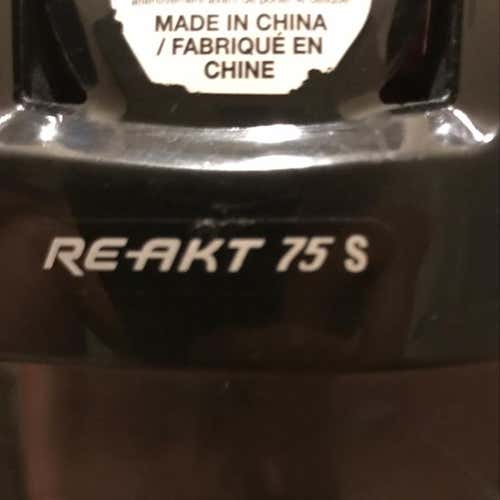 MADE IN CHINA
/ FABRIQUÉ EN
CHINE
RE-AKT 75 S